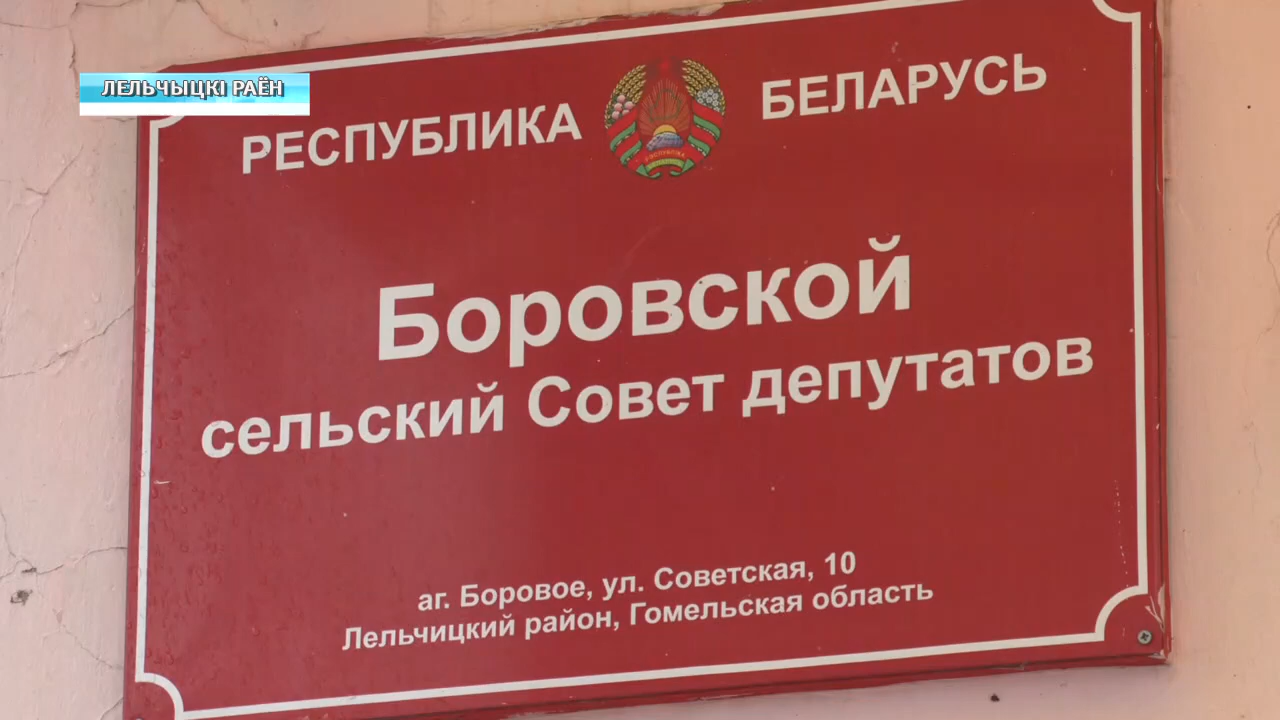 ЛЕЛЬЧЫЦКІ РАЁН
РЕСПУБЛИКА БЕЛАРУСЬ
Боровской
сельский Совет депутатов
аг. Боровое, ул. Советская, 10
Лельчицкий район, Гомельская область